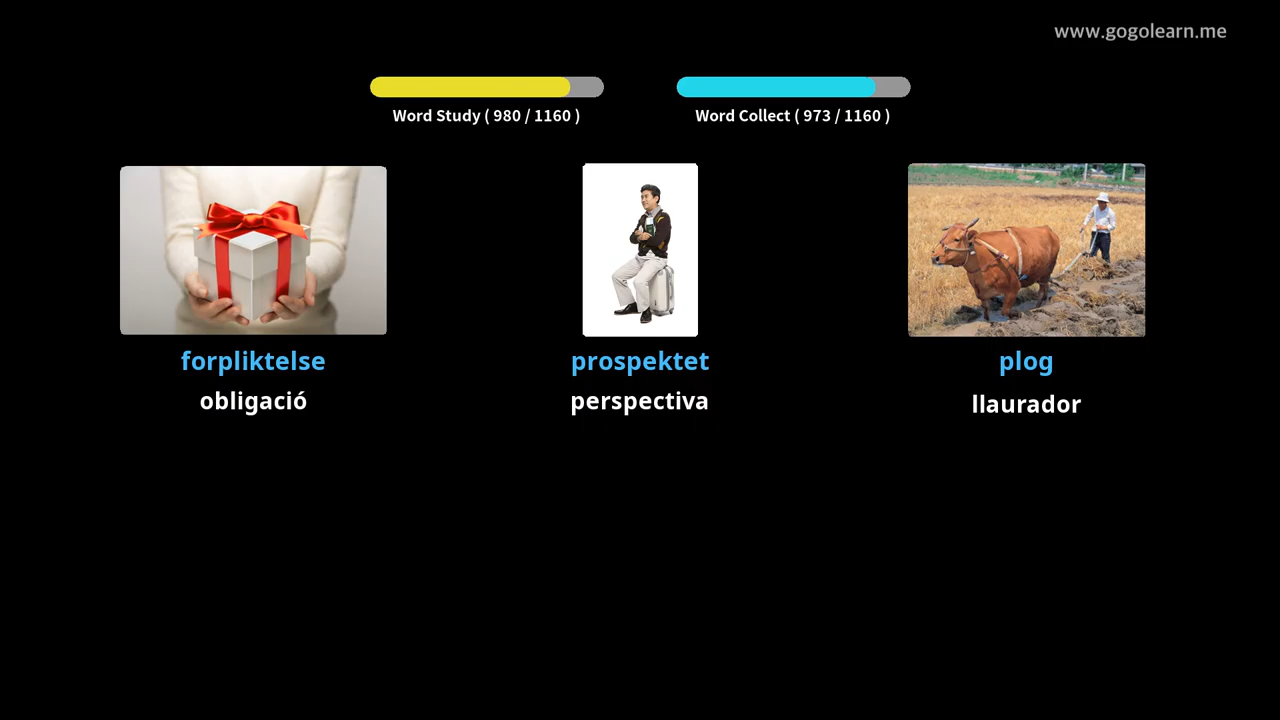 www.gogolearn.me
Word Study ( 980 / 1160 )
Word Collect ( 973 / 1160 )
forpliktelse
prospektet
plog
obligació
perspectiva
llaurador